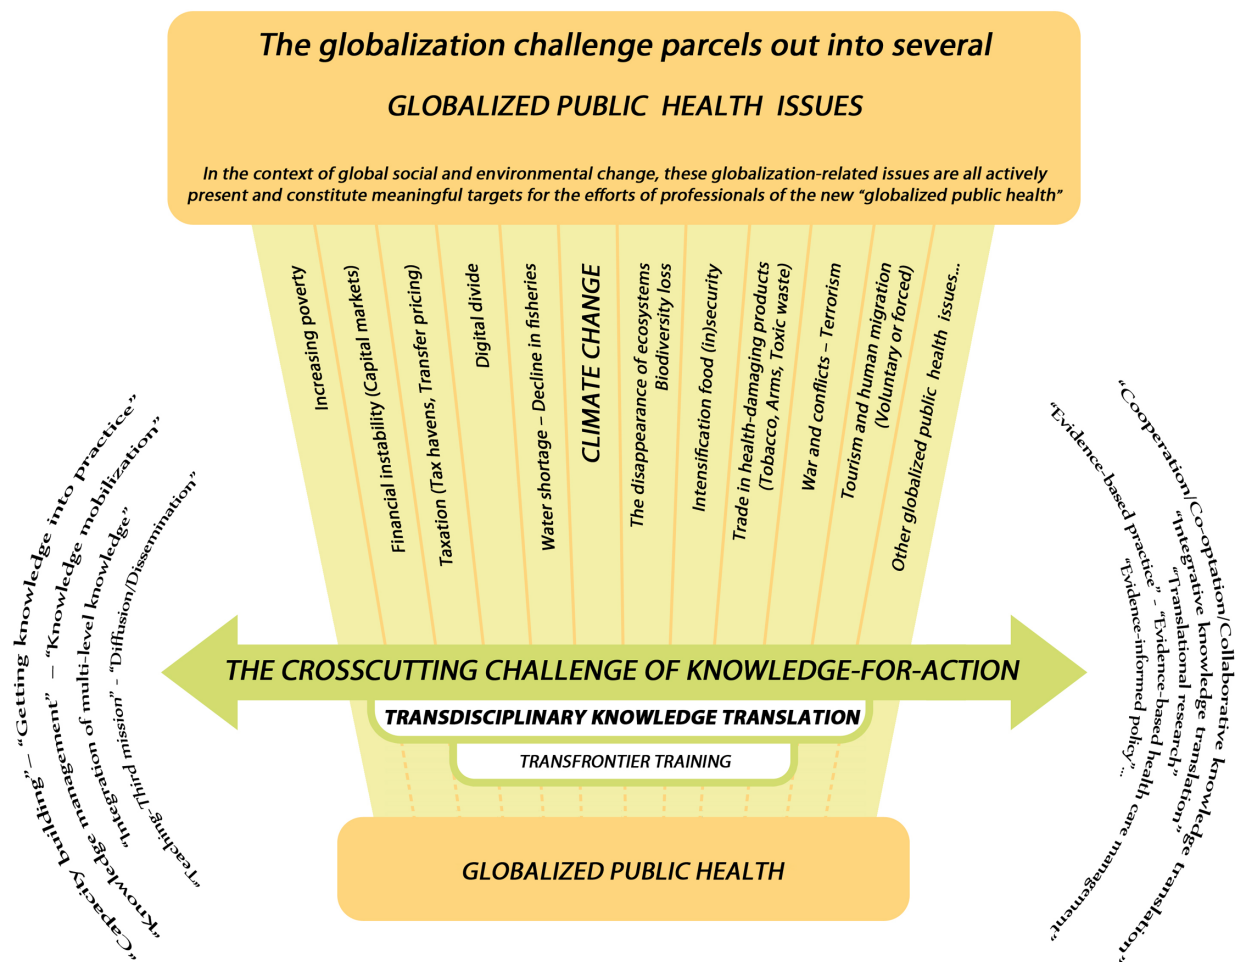 The globalization challenge parcels out into several
GLOBALIZED PUBLIC HEALTH ISSUES
In the context of global social and environmental change, these globalization-related issues are all actively
present and constitute meaningful targets for the efforts of professionals of the new “globalized public health”
Increasing poverty
Financial instability (Capital markets)
Taxation (Tax havens, Transfer pricing)
Digital divide
Water shortage – Decline in fisheries
CLIMATE CHANGE
The disappearance of ecosystems
Biodiversity loss
Intensification food (in)security
Trade in health-damaging products
(Tobacco, Arms, Toxic waste)
War and conflicts – Terrorism
Tourism and human migration
(Voluntary or forced)
Other globalized public health issues...
“Capacity building”– “Getting knowledge into practice”
“Knowledge management” – “Knowledge mobilization”
“Integration of multi-level knowledge”
“Teaching-Third mission” - “Diffusion/Dissemination”
“Cooperation/Co-optation/Collaborative knowledge translation”
“Integrative knowledge translation”
“Translational research”
“Evidence-based practice” - “Evidence-based health care management”
“Evidence-informed policy”...
THE CROSSCUTTING CHALLENGE OF KNOWLEDGE-FOR-ACTION
TRANSDISCIPLINARY KNOWLEDGE TRANSLATION
TRANSFRONTIER TRAINING
GLOBALIZED PUBLIC HEALTH